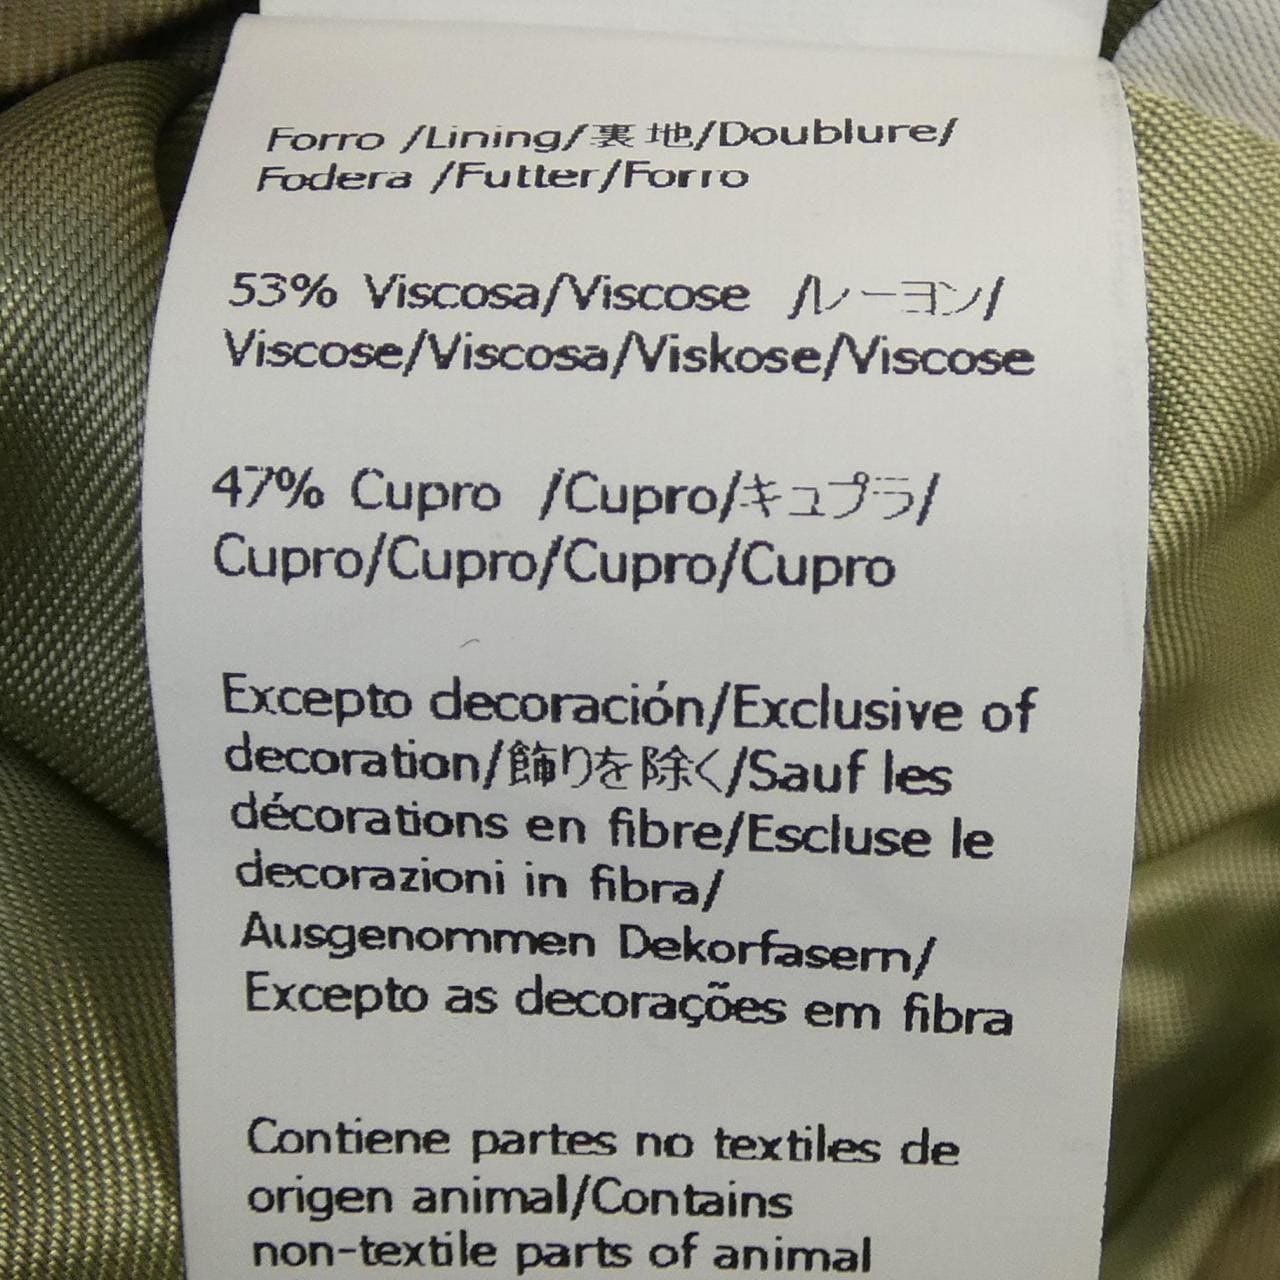 Forro /Lining/裏地/Doublure/
Fodera /Futter/Forro
53% Viscosa/Viscose /レーヨン/
Viscose/Viscosa/Viskose/Viscose
47% Cupro /Cupro/キュプラ/
Cupro/Cupro/Cupro/Cupro
Excepto decoración/Exclusive of
decoration/飾りを除く/Sauf les
décorations en fibre/Escluse le
decorazioni in fibra/
Ausgenommen Dekorfasern/
Excepto as decorações em fibra
Contiene partes no textiles de
origen animal/Contains
non-textile parts of animal